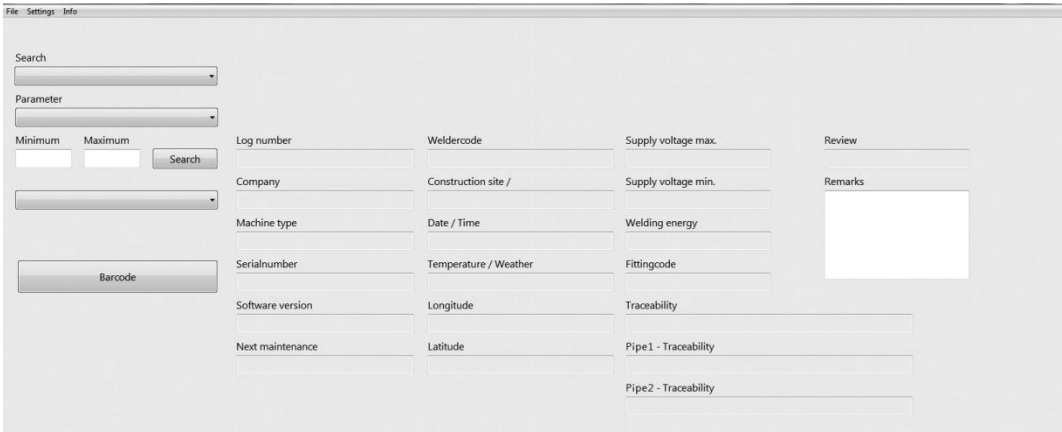 File Settings Info
Search
Parameter
Minimum Maximum
Search
Barcode
Log number
Company
Machine type
Serialnumber
Software version
Next maintenance
Weldercode
Construction site /
Date / Time
Temperature / Weather
Longitude
Latitude
Supply voltage max.
Supply voltage min.
Welding energy
Fittingcode
Traceability
Pipe1 - Traceability
Pipe2 - Traceability
Review
Remarks